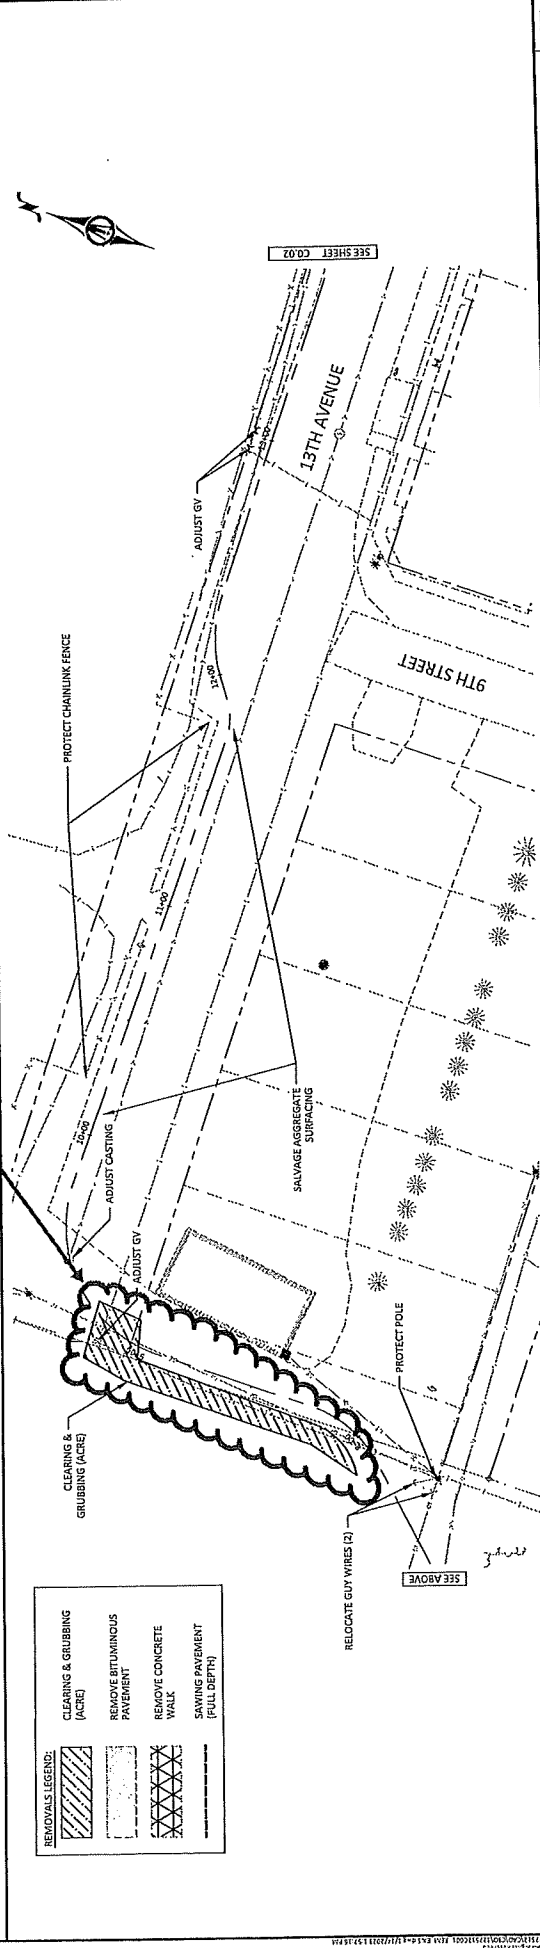 N
SEE SHEET C0.02
13TH AVENUE
13+00
ADJUST GV
9TH STREET
12+00
PROTECT CHAINLINK FENCE
11+00
10+00
ADJUST CASTING
SALVAGE AGGREGATE
SURFACING
ADJUST GV
CLEARING &
GRUBBING (ACRE)
PROTECT POLE
RELOCATE GUY WIRES (2)
SEE ABOVE
REMOVALS LEGEND:
CLEARING & GRUBBING
(ACRE)
REMOVE BITUMINOUS
PAVEMENT
REMOVE CONCRETE
WALK
SAWING PAVEMENT
(FULL DEPTH)